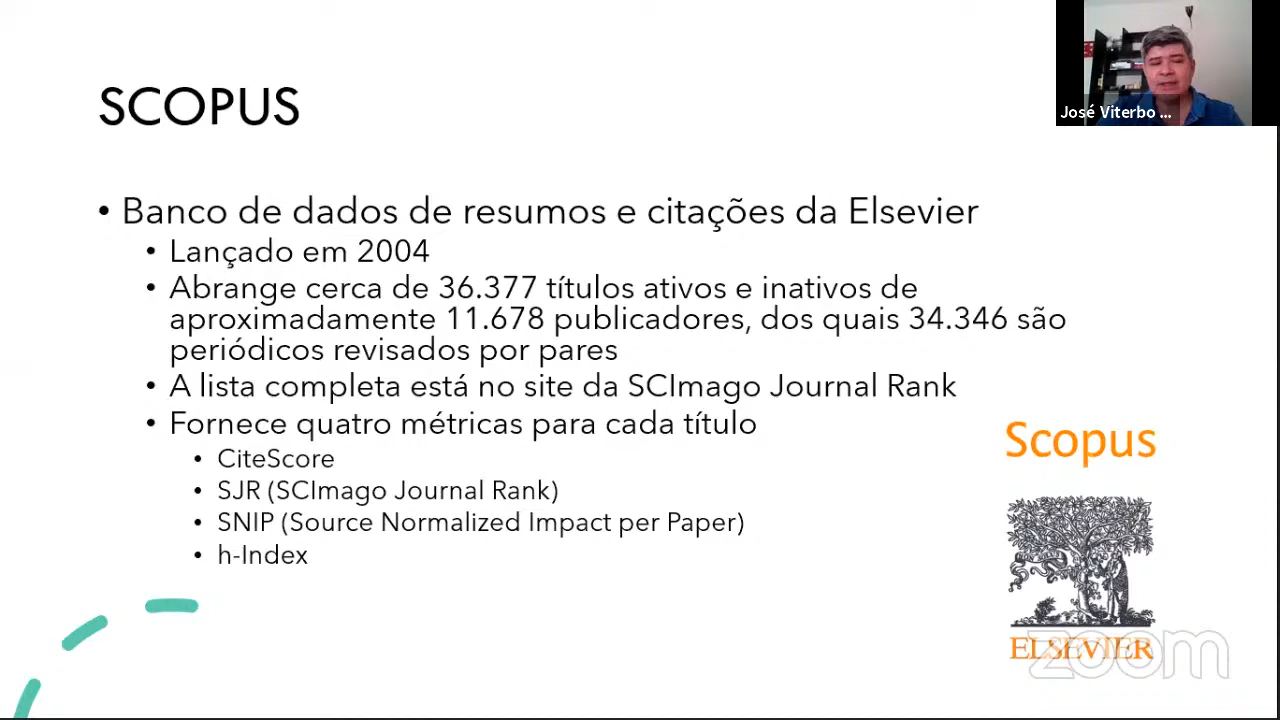 SCOPUS
José Viterbo ...
• Banco de dados de resumos e citações da Elsevier
• Lançado em 2004
• Abrange cerca de 36.377 títulos ativos e inativos de
aproximadamente 11.678 publicadores, dos quais 34.346 são
periódicos revisados por pares
• A lista completa está no site da SCImago Journal Rank
• Fornece quatro métricas para cada título
• CiteScore
• SJR (SCImago Journal Rank)
• SNIP (Source Normalized Impact per Paper)
• h-Index
Scopus
ELSEVIER
zoom